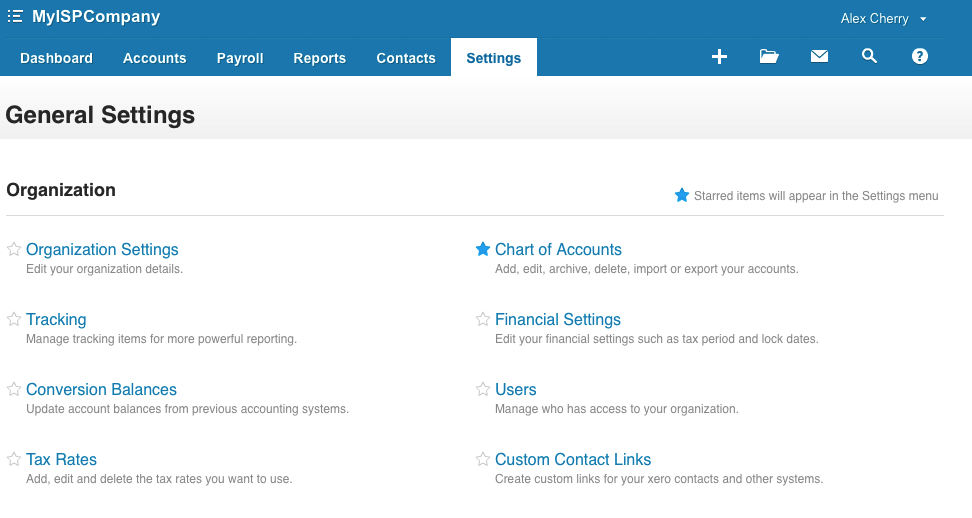 MyISPCompany
Alex Cherry
Dashboard Accounts Payroll Reports Contacts Settings
General Settings
Organization
Starred items will appear in the Settings menu
Organization Settings
Edit your organization details.
Chart of Accounts
Add, edit, archive, delete, import or export your accounts.
Tracking
Manage tracking items for more powerful reporting.
Financial Settings
Edit your financial settings such as tax period and lock dates.
Conversion Balances
Update account balances from previous accounting systems.
Users
Manage who has access to your organization.
Tax Rates
Add, edit and delete the tax rates you want to use.
Custom Contact Links
Create custom links for your xero contacts and other systems.